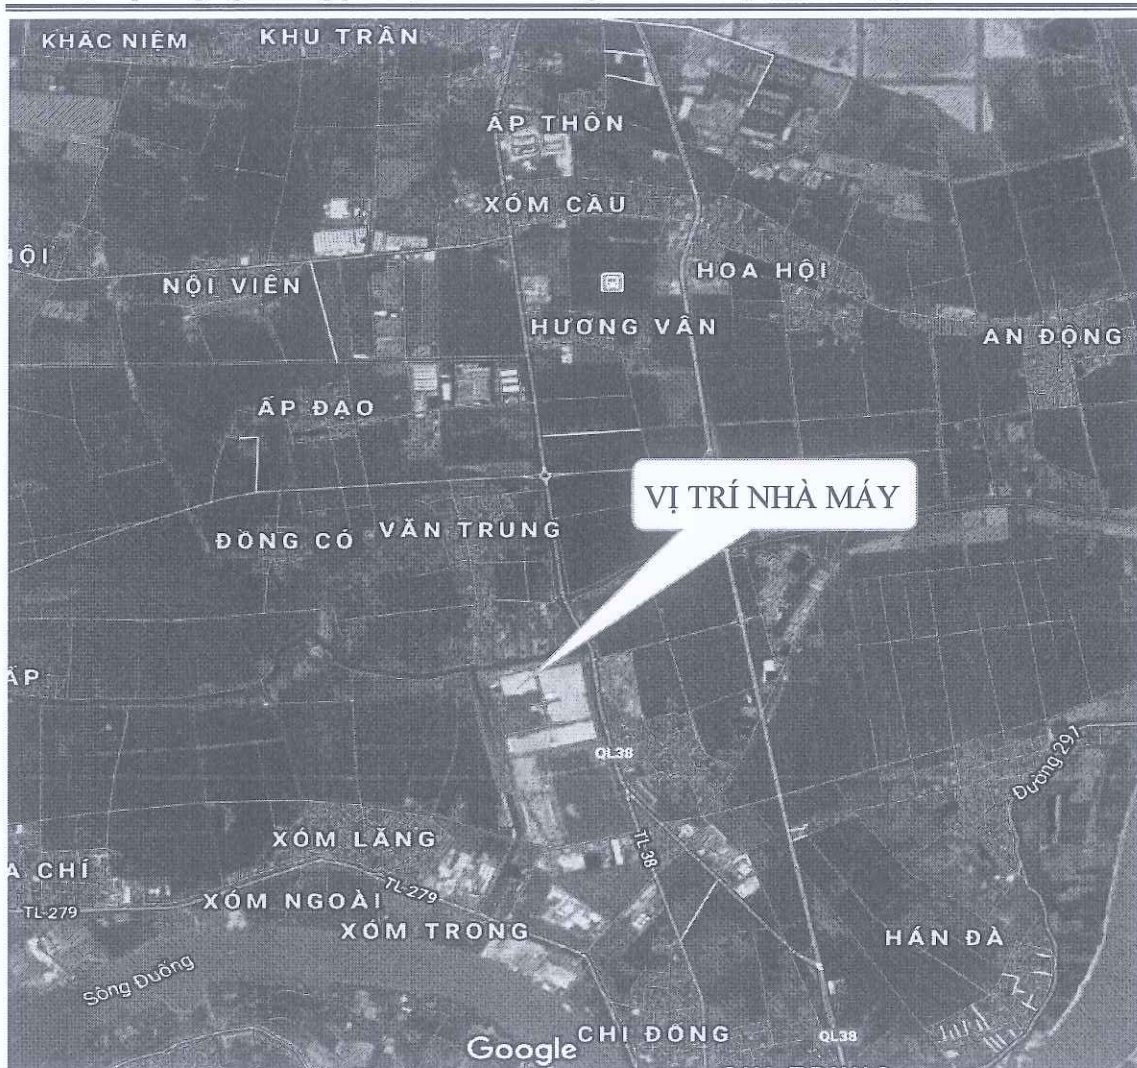 KHẮC NIỆM
KHU TRẦN
ẤP THÔN
XÓM CẦU
NỘI VIÊN
HOA HỘI
HƯƠNG VÂN
AN ĐỘNG
ẤP ĐẠO
VỊ TRÍ NHÀ MÁY
ĐỒNG CÓ
VĂN TRUNG
QL38
Đường 291
XÓM LĂNG
TL-38
TL-279
TL-279
XÓM NGOÀI
XÓM TRONG
HÁN ĐÀ
Sông Đuống
CHI ĐÔNG
QL38
Google